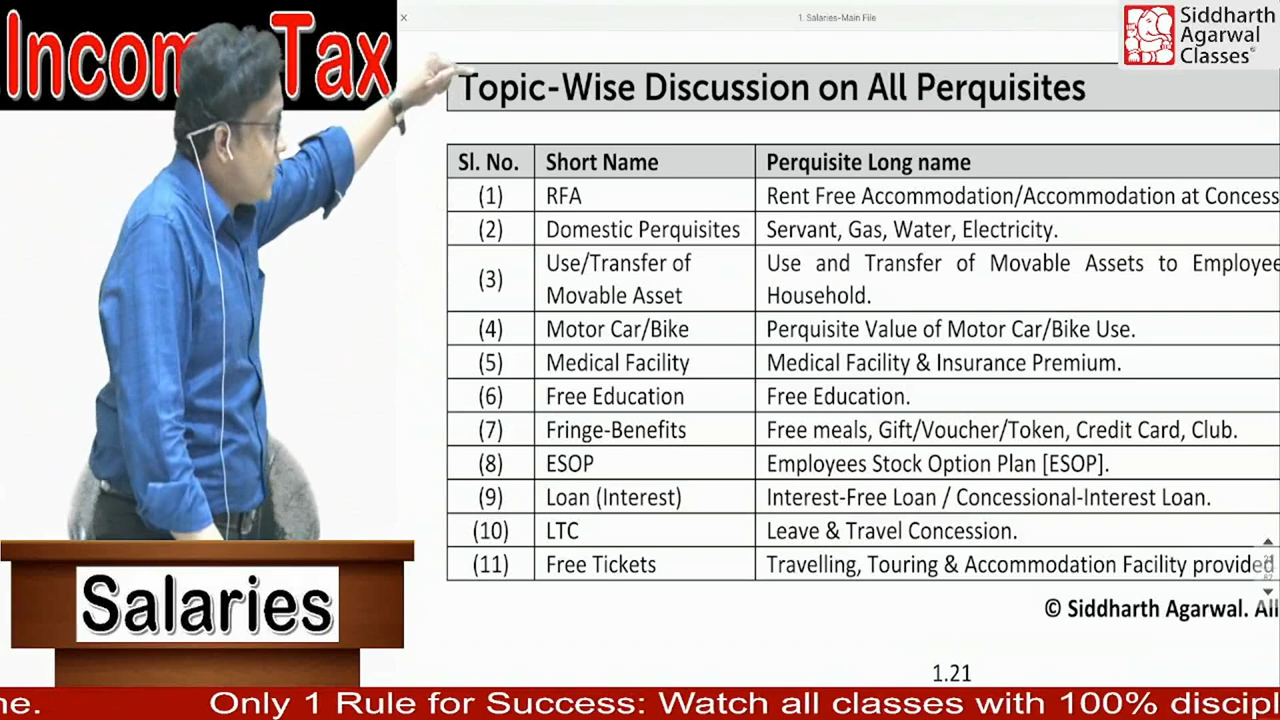 Income Tax
1. Salaries-Main File
Siddharth
Agarwal
Classes
Topic-Wise Discussion on All Perquisites
Sl. No. Short Name Perquisite Long name
(1) RFA Rent Free Accommodation/Accommodation at Concess
(2) Domestic Perquisites Servant, Gas, Water, Electricity.
(3) Use/Transfer of Movable Asset Use and Transfer of Movable Assets to Employee Household.
(4) Motor Car/Bike Perquisite Value of Motor Car/Bike Use.
(5) Medical Facility Medical Facility & Insurance Premium.
(6) Free Education Free Education.
(7) Fringe-Benefits Free meals, Gift/Voucher/Token, Credit Card, Club.
(8) ESOP Employees Stock Option Plan [ESOP].
(9) Loan (Interest) Interest-Free Loan / Concessional-Interest Loan.
(10) LTC Leave & Travel Concession.
(11) Free Tickets Travelling, Touring & Accommodation Facility provided
© Siddharth Agarwal. All
1.21
Salaries
ne. Only 1 Rule for Success: Watch all classes with 100% discipl